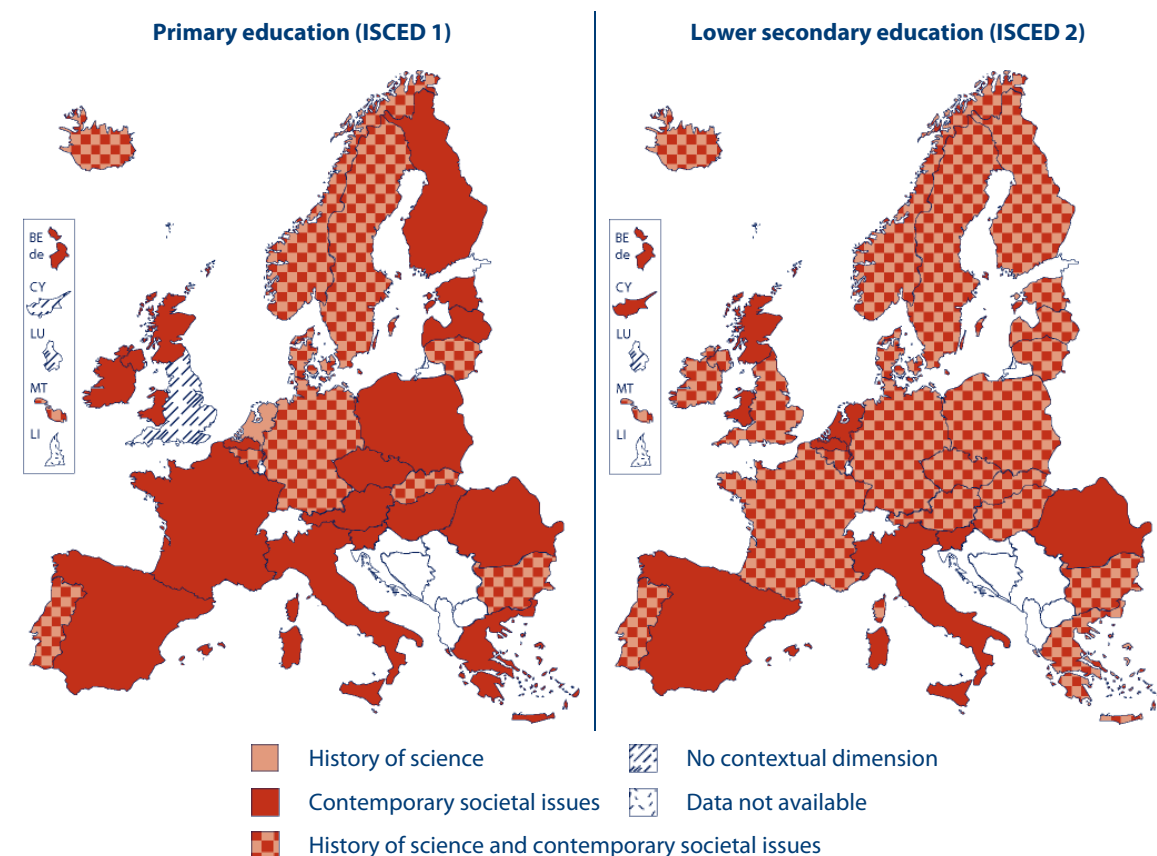 Primary education (ISCED 1)
Lower secondary education (ISCED 2)
BE
de
CY
LU
MT
LI
BE
de
CY
LU
MT
LI
History of science
No contextual dimension
Contemporary societal issues
Data not available
History of science and contemporary societal issues